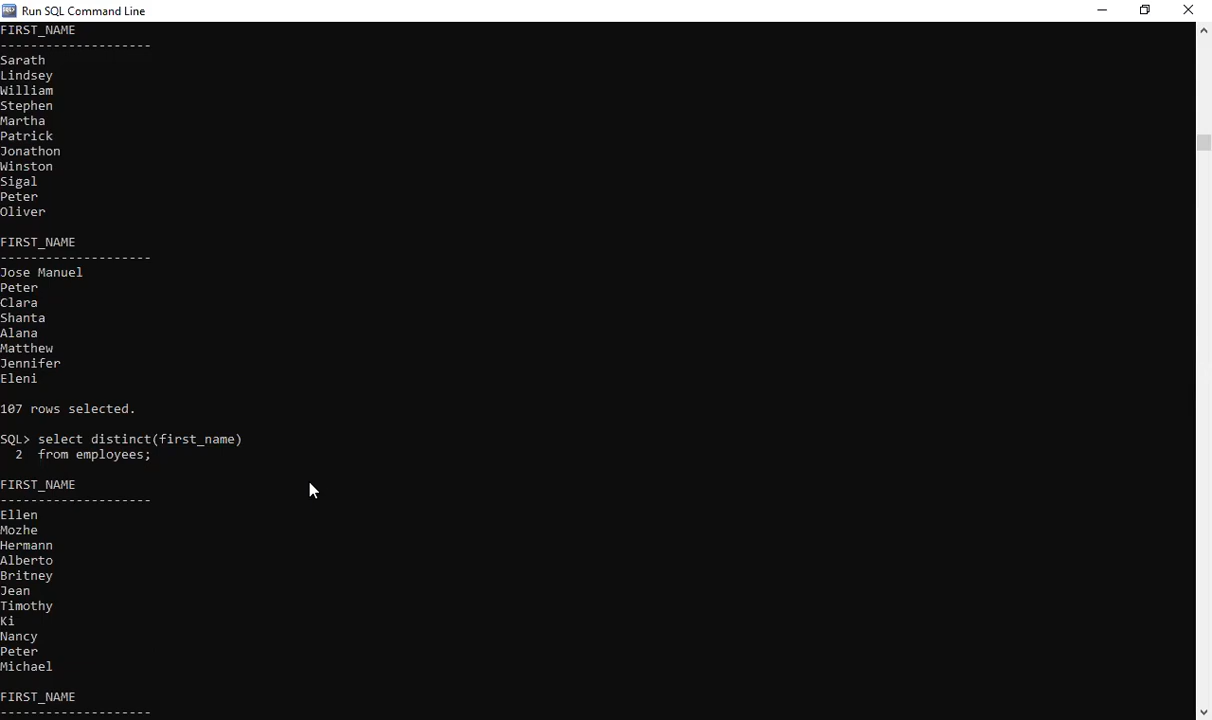 Run SQL Command Line
FIRST_NAME
--------------------
Sarath
Lindsey
William
Stephen
Martha
Patrick
Jonathon
Winston
Sigal
Peter
Oliver
FIRST_NAME
--------------------
Jose Manuel
Peter
Clara
Shanta
Alana
Matthew
Jennifer
Eleni
107 rows selected.
SQL> select distinct(first_name)
  2  from employees;
FIRST_NAME
--------------------
Ellen
Mozhe
Hermann
Alberto
Britney
Jean
Timothy
Ki
Nancy
Peter
Michael
FIRST_NAME
--------------------